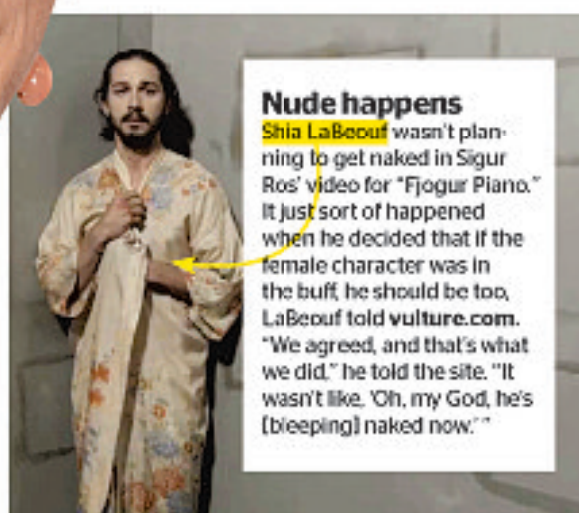 Nude happens
Shia LaBeouf wasn't plan-
ning to get naked in Sigur
Ros' video for "Fjogur Piano."
It just sort of happened
when he decided that if the
female character was in
the buff, he should be too,
LaBeouf told vulture.com.
"We agreed, and that's what
we did," he told the site. "It
wasn't like, 'Oh, my God, he's
[bleeping] naked now.' "